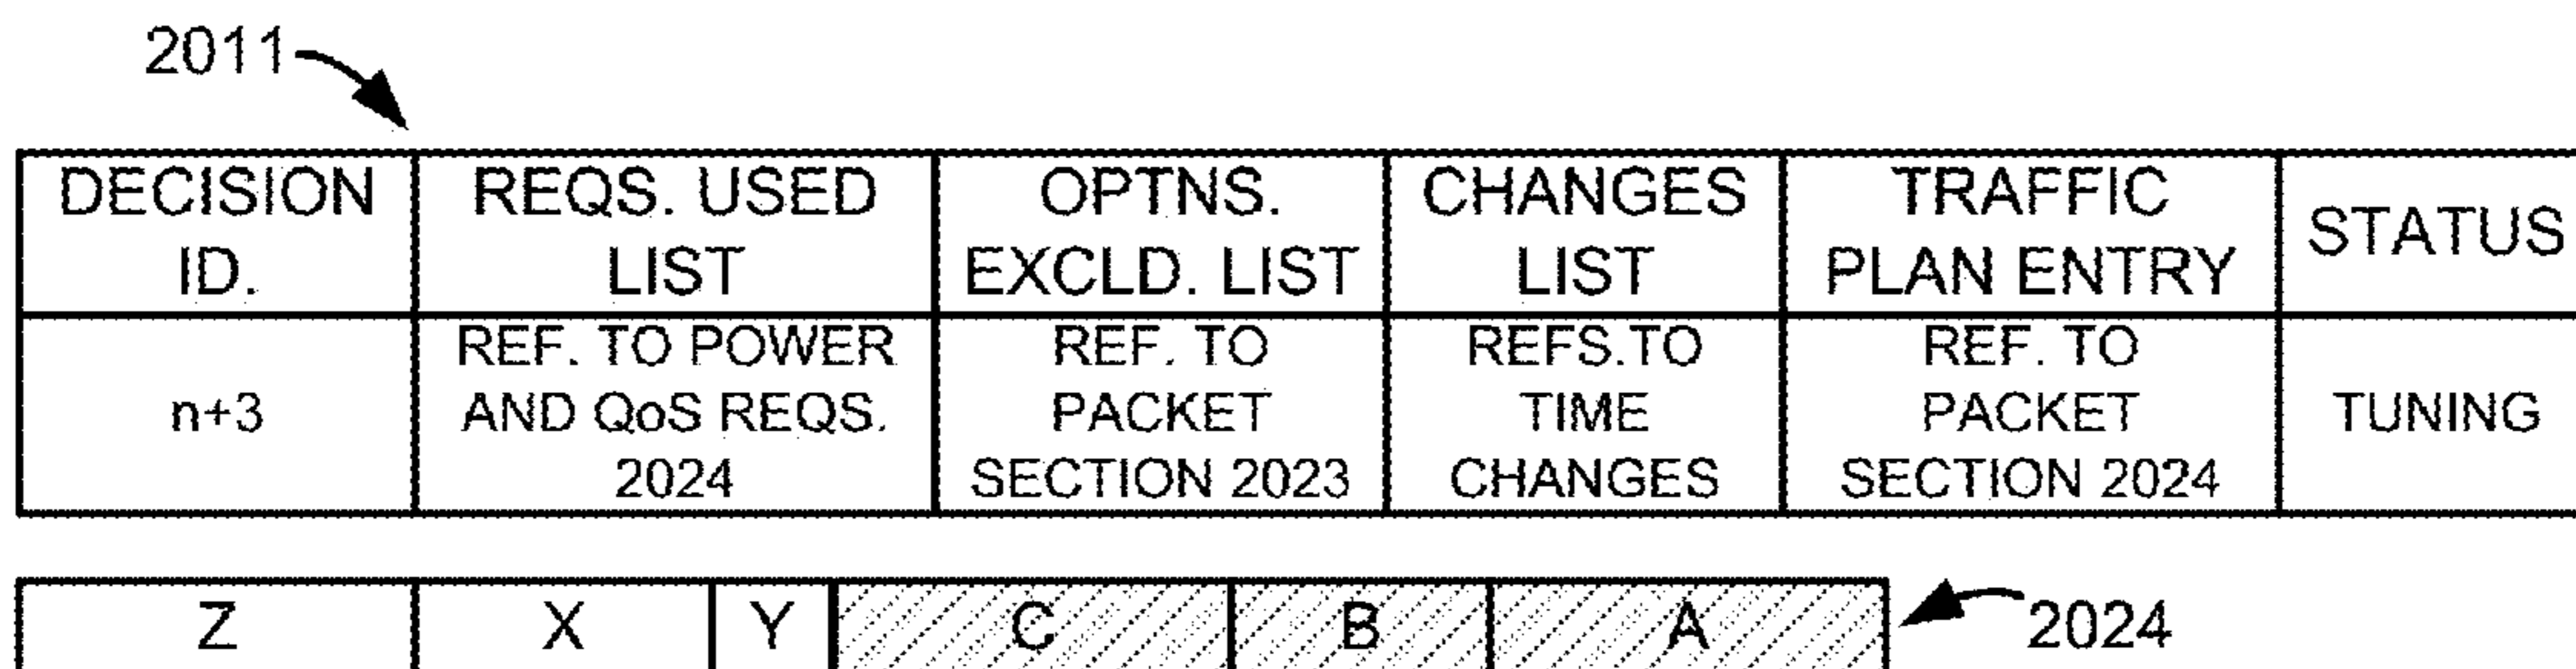 2011
DECISION
ID.
REQS. USED
LIST
OPTNS.
EXCLD. LIST
CHANGES
LIST
TRAFFIC
PLAN ENTRY
STATUS
n+3
REF. TO POWER
AND QoS REQS.
2024
REF. TO
PACKET
SECTION 2023
REFS.TO
TIME
CHANGES
REF. TO
PACKET
SECTION 2024
TUNING
Z X Y C B A 2024